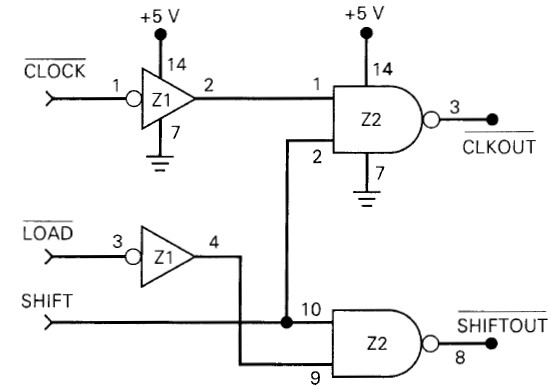 +5 V
+5 V
CLOCK
1
14
Z1
2
7
1
14
Z2
2
3
7
CLKOUT
LOAD
3
Z1
4
SHIFT
10
Z2
9
SHIFTOUT
8